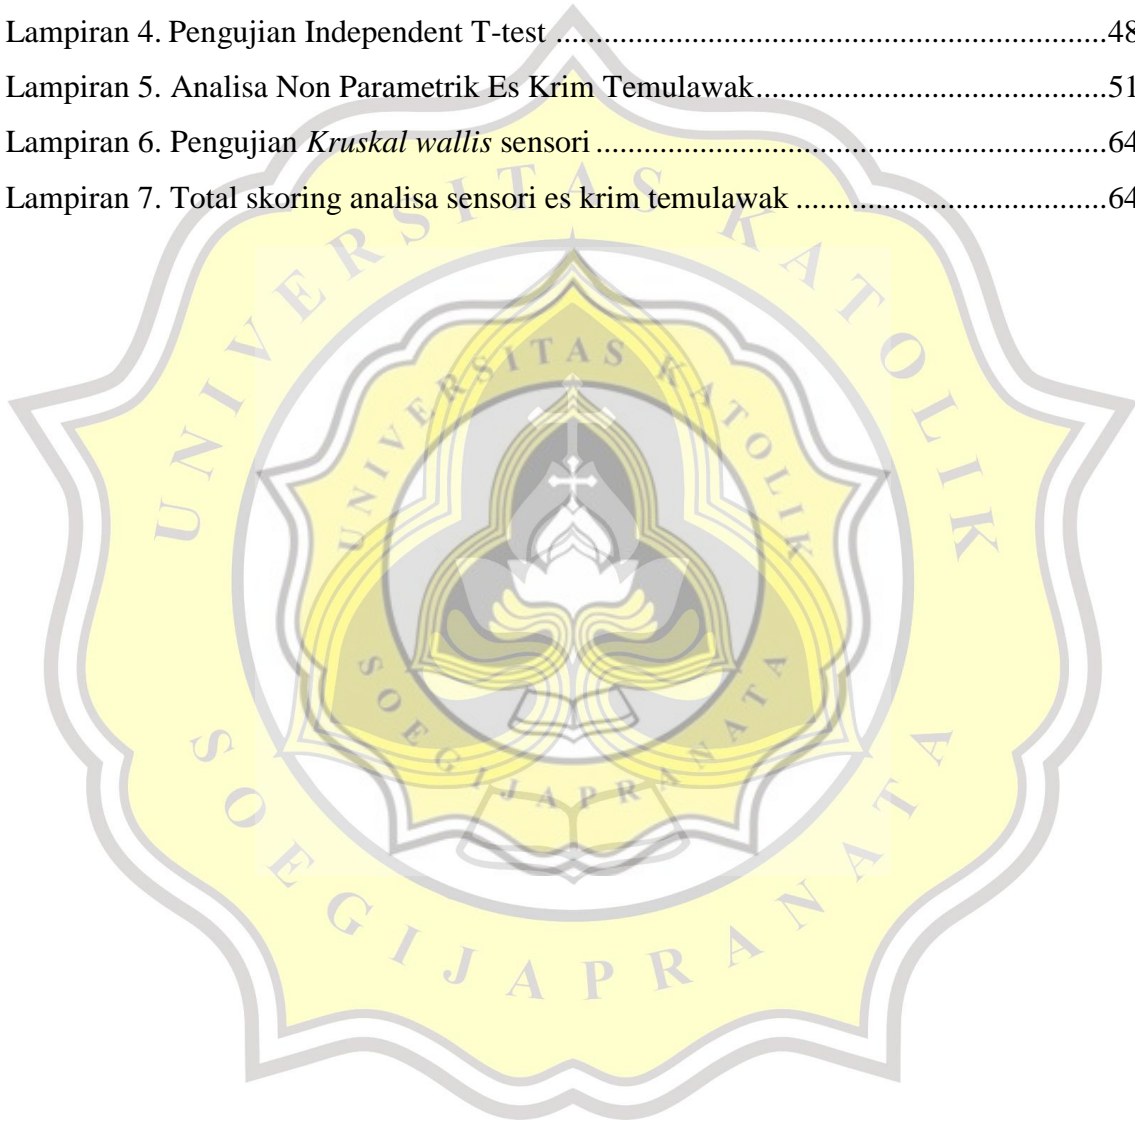 Lampiran 4. Pengujian Independent T-test ......................................................................48
Lampiran 5. Analisa Non Parametrik Es Krim Temulawak............................................51
Lampiran 6. Pengujian Kruskal wallis sensori.................................................................64
Lampiran 7. Total skoring analisa sensori es krim temulawak .......................................64
UNIVERSITAS KATOLIK
SOEGIJAPRANATA
UNIVERSITAS KATOLIK
SOEGIJAPRANATA